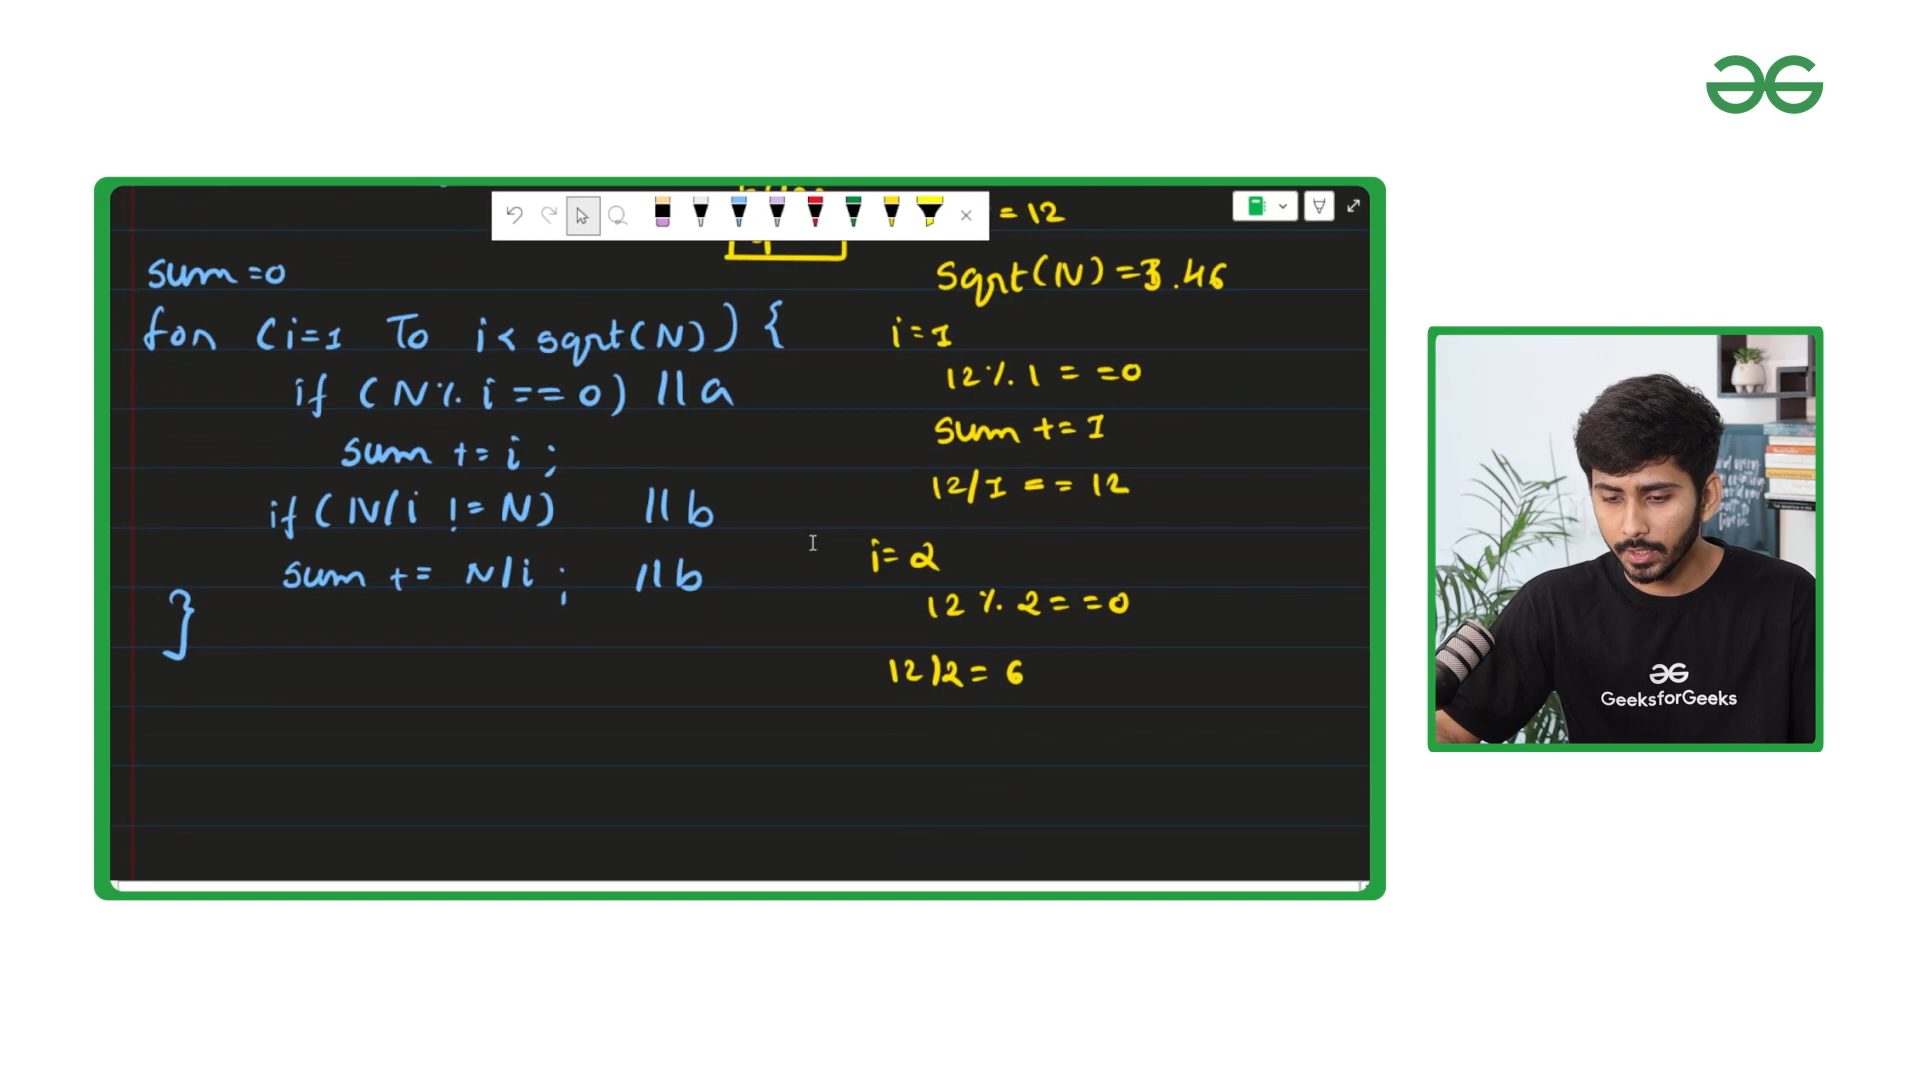 = 12
sum =0
for (i=1 To i< sqrt(N)) {
if (N% i == 0) //a
sum += i ;
if (N/i != N) //b
sum += N/i ; //b
}
sqrt(N) =3.46
i = 1
12 % 1 = =0
sum += 1
12/1 = = 12
i= 2
12 % 2 = =0
12/2 = 6
GeeksforGeeks